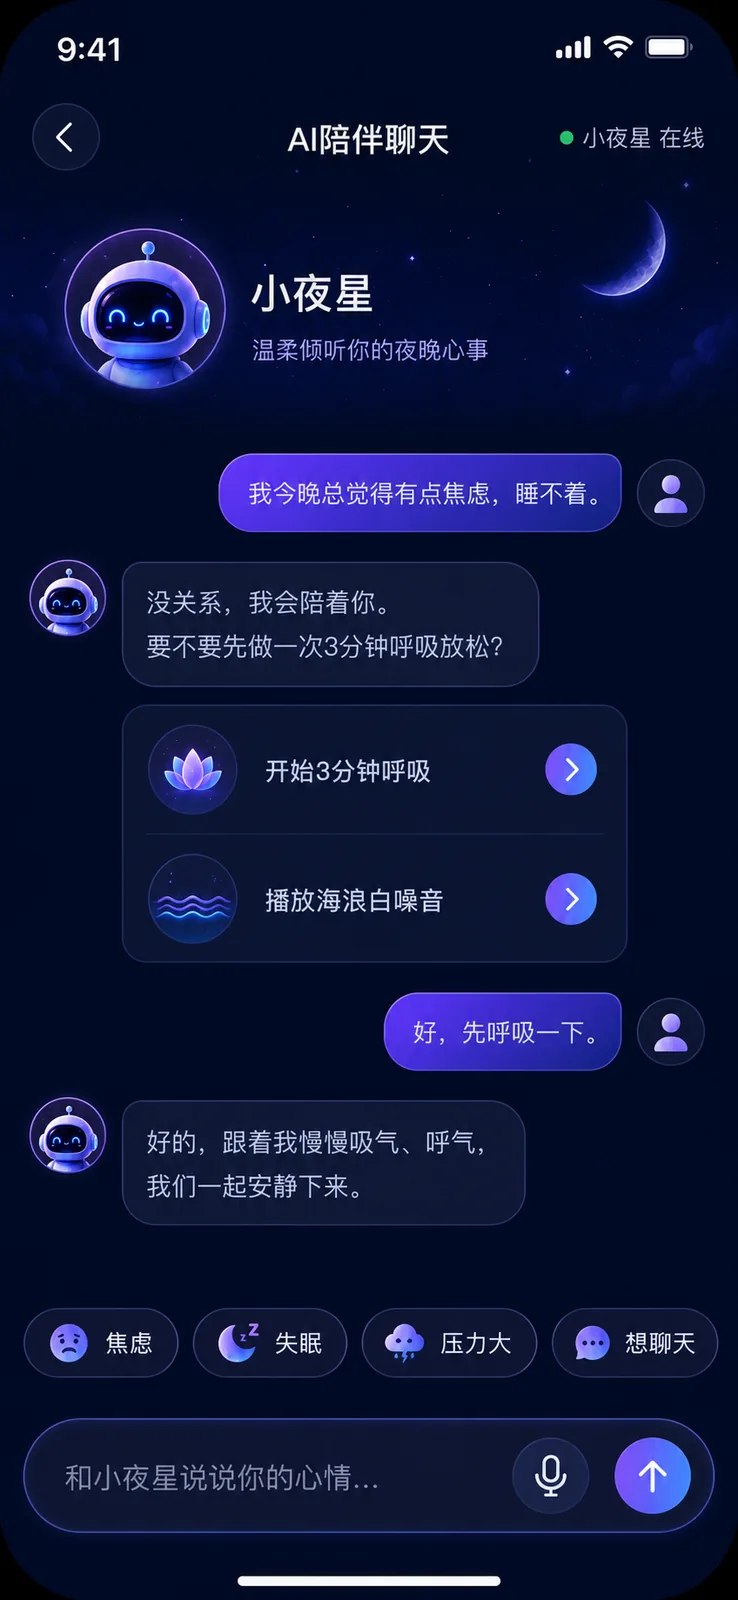 9:41
AI陪伴聊天
小夜星 在线
小夜星
温柔倾听你的夜晚心事
我今晚总觉得有点焦虑，睡不着。
没关系，我会陪着你。
要不要先做一次3分钟呼吸放松？
开始3分钟呼吸
播放海浪白噪音
好，先呼吸一下。
好的，跟着我慢慢吸气、呼气，
我们一起安静下来。
焦虑
z z
失眠
压力大
想聊天
和小夜星说说你的心情...